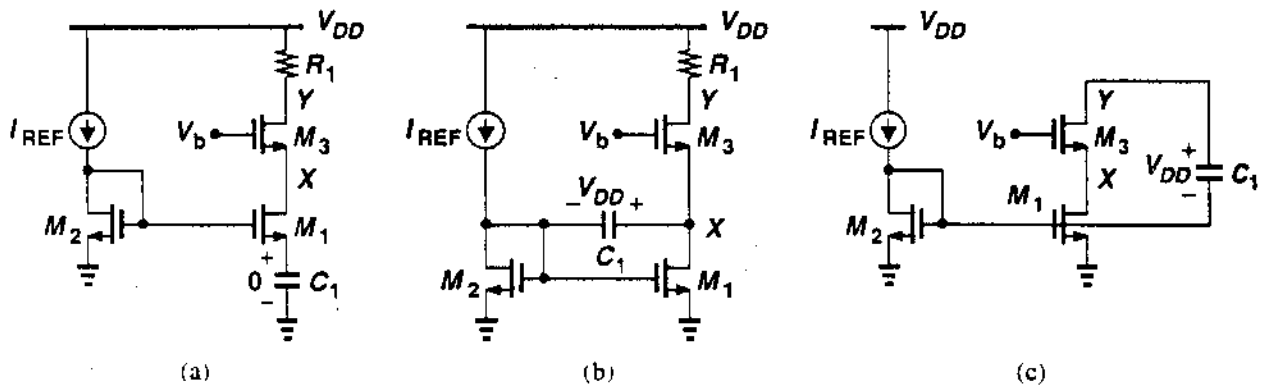 V_DD
R_1
Y
I_REF
V_b
M_3
X
M_2
M_1
+
0
C_1
−
(a)
V_DD
R_1
Y
I_REF
V_b
M_3
− V_DD +
X
C_1
M_2
M_1
(b)
V_DD
Y
I_REF
V_b
M_3
+
V_DD
C_1
−
X
M_1
M_2
(c)